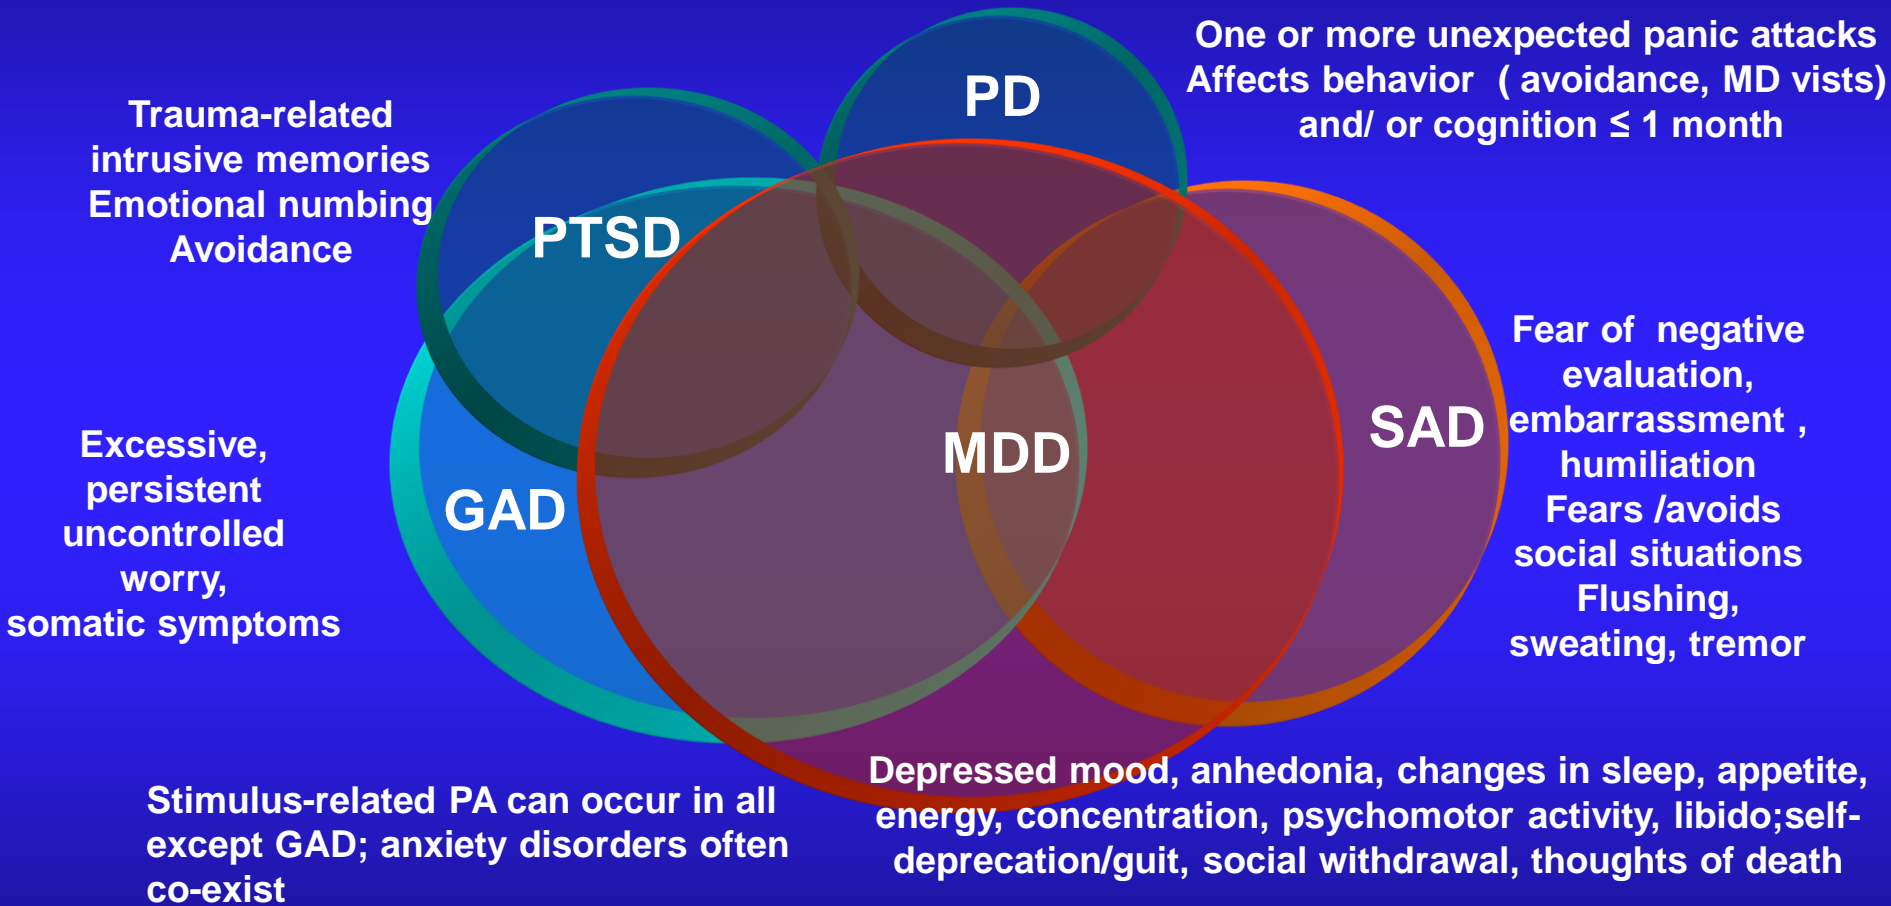 One or more unexpected panic attacks
Affects behavior ( avoidance, MD vists)
and/ or cognition ≤ 1 month
PD
Trauma-related
intrusive memories
Emotional numbing
Avoidance
PTSD
Fear of negative
evaluation,
embarrassment ,
humiliation
Fears /avoids
social situations
Flushing,
sweating, tremor
SAD
MDD
Excessive,
persistent
uncontrolled
worry,
somatic symptoms
GAD
Depressed mood, anhedonia, changes in sleep, appetite,
energy, concentration, psychomotor activity, libido;self-
deprecation/guit, social withdrawal, thoughts of death
Stimulus-related PA can occur in all
except GAD; anxiety disorders often
co-exist